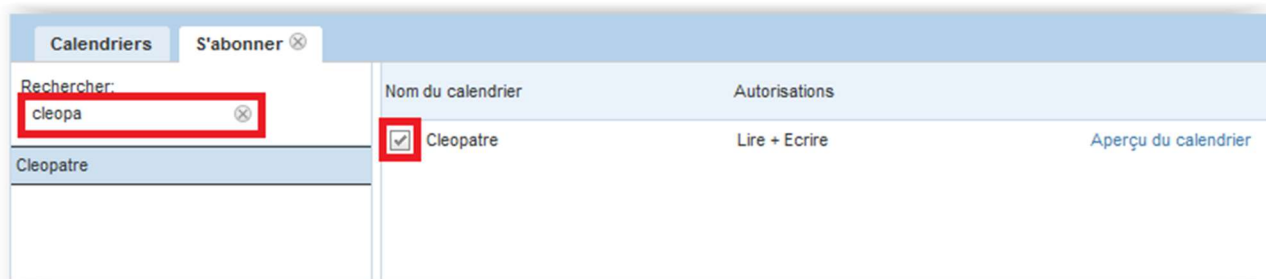 Calendriers S'abonner
Rechercher:
cleopa
Cleopatre
Nom du calendrier Autorisations
Cleopatre Lire + Ecrire Aperçu du calendrier